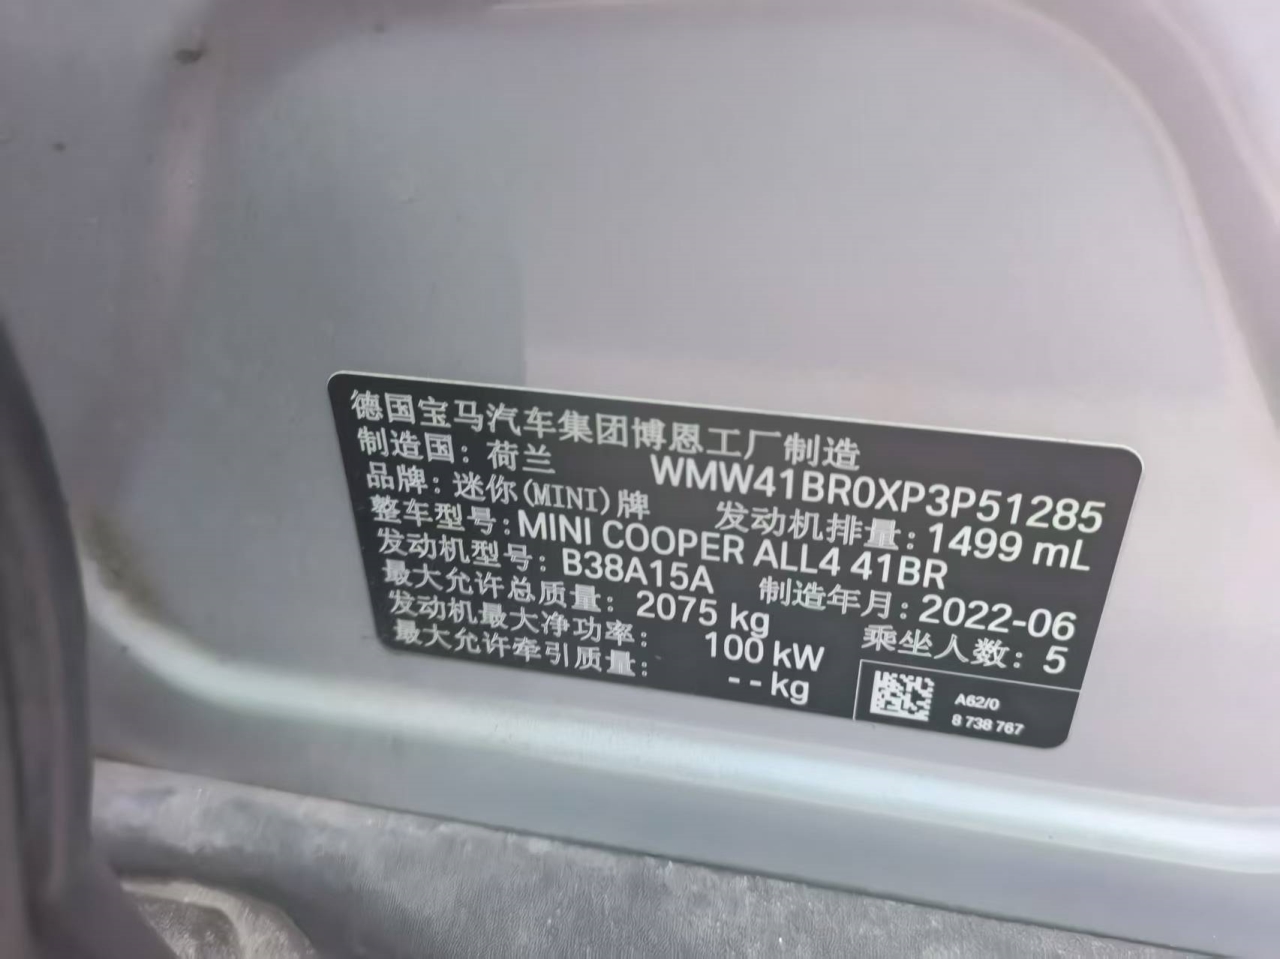 德国宝马汽车集团博恩工厂制造
制造国：荷兰 WMW41BR0XP3P51285
品牌：迷你(MINI)牌 发动机排量：1499 mL
整车型号：MINI COOPER ALL4 41BR
发动机型号：B38A15A 制造年月：2022-06
最大允许总质量：2075 kg 乘坐人数：5
发动机最大净功率：100 kW
最大允许牵引质量：--kg
A62/0
8 738 767